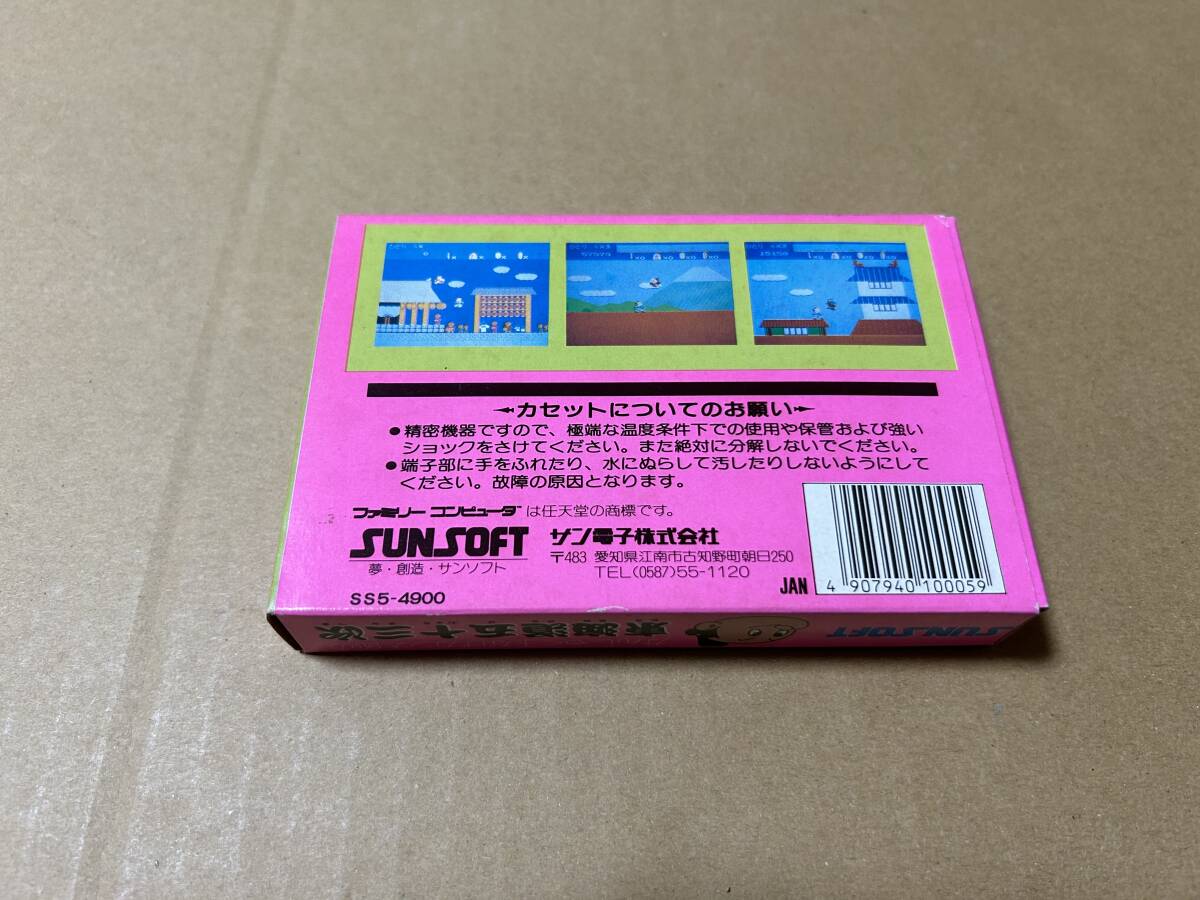 57574
15150
カセットについてのお願い
●精密機器ですので、極端な温度条件下での使用や保管および強い
ショックをさけてください。また絶対に分解しないでください。
●端子部に手をふれたり、水にぬらして汚したりしないようにして
ください。故障の原因となります。
ファミリー コンピュータ™は任天堂の商標です。
SUNSOFT
夢・創造・サンソフト
サン電子株式会社
〒483 愛知県江南市古知野町朝日250
TEL(0587)55-1120
SS5-4900
JAN
4 907940 100059
東海道五十三次
SUNSOFT